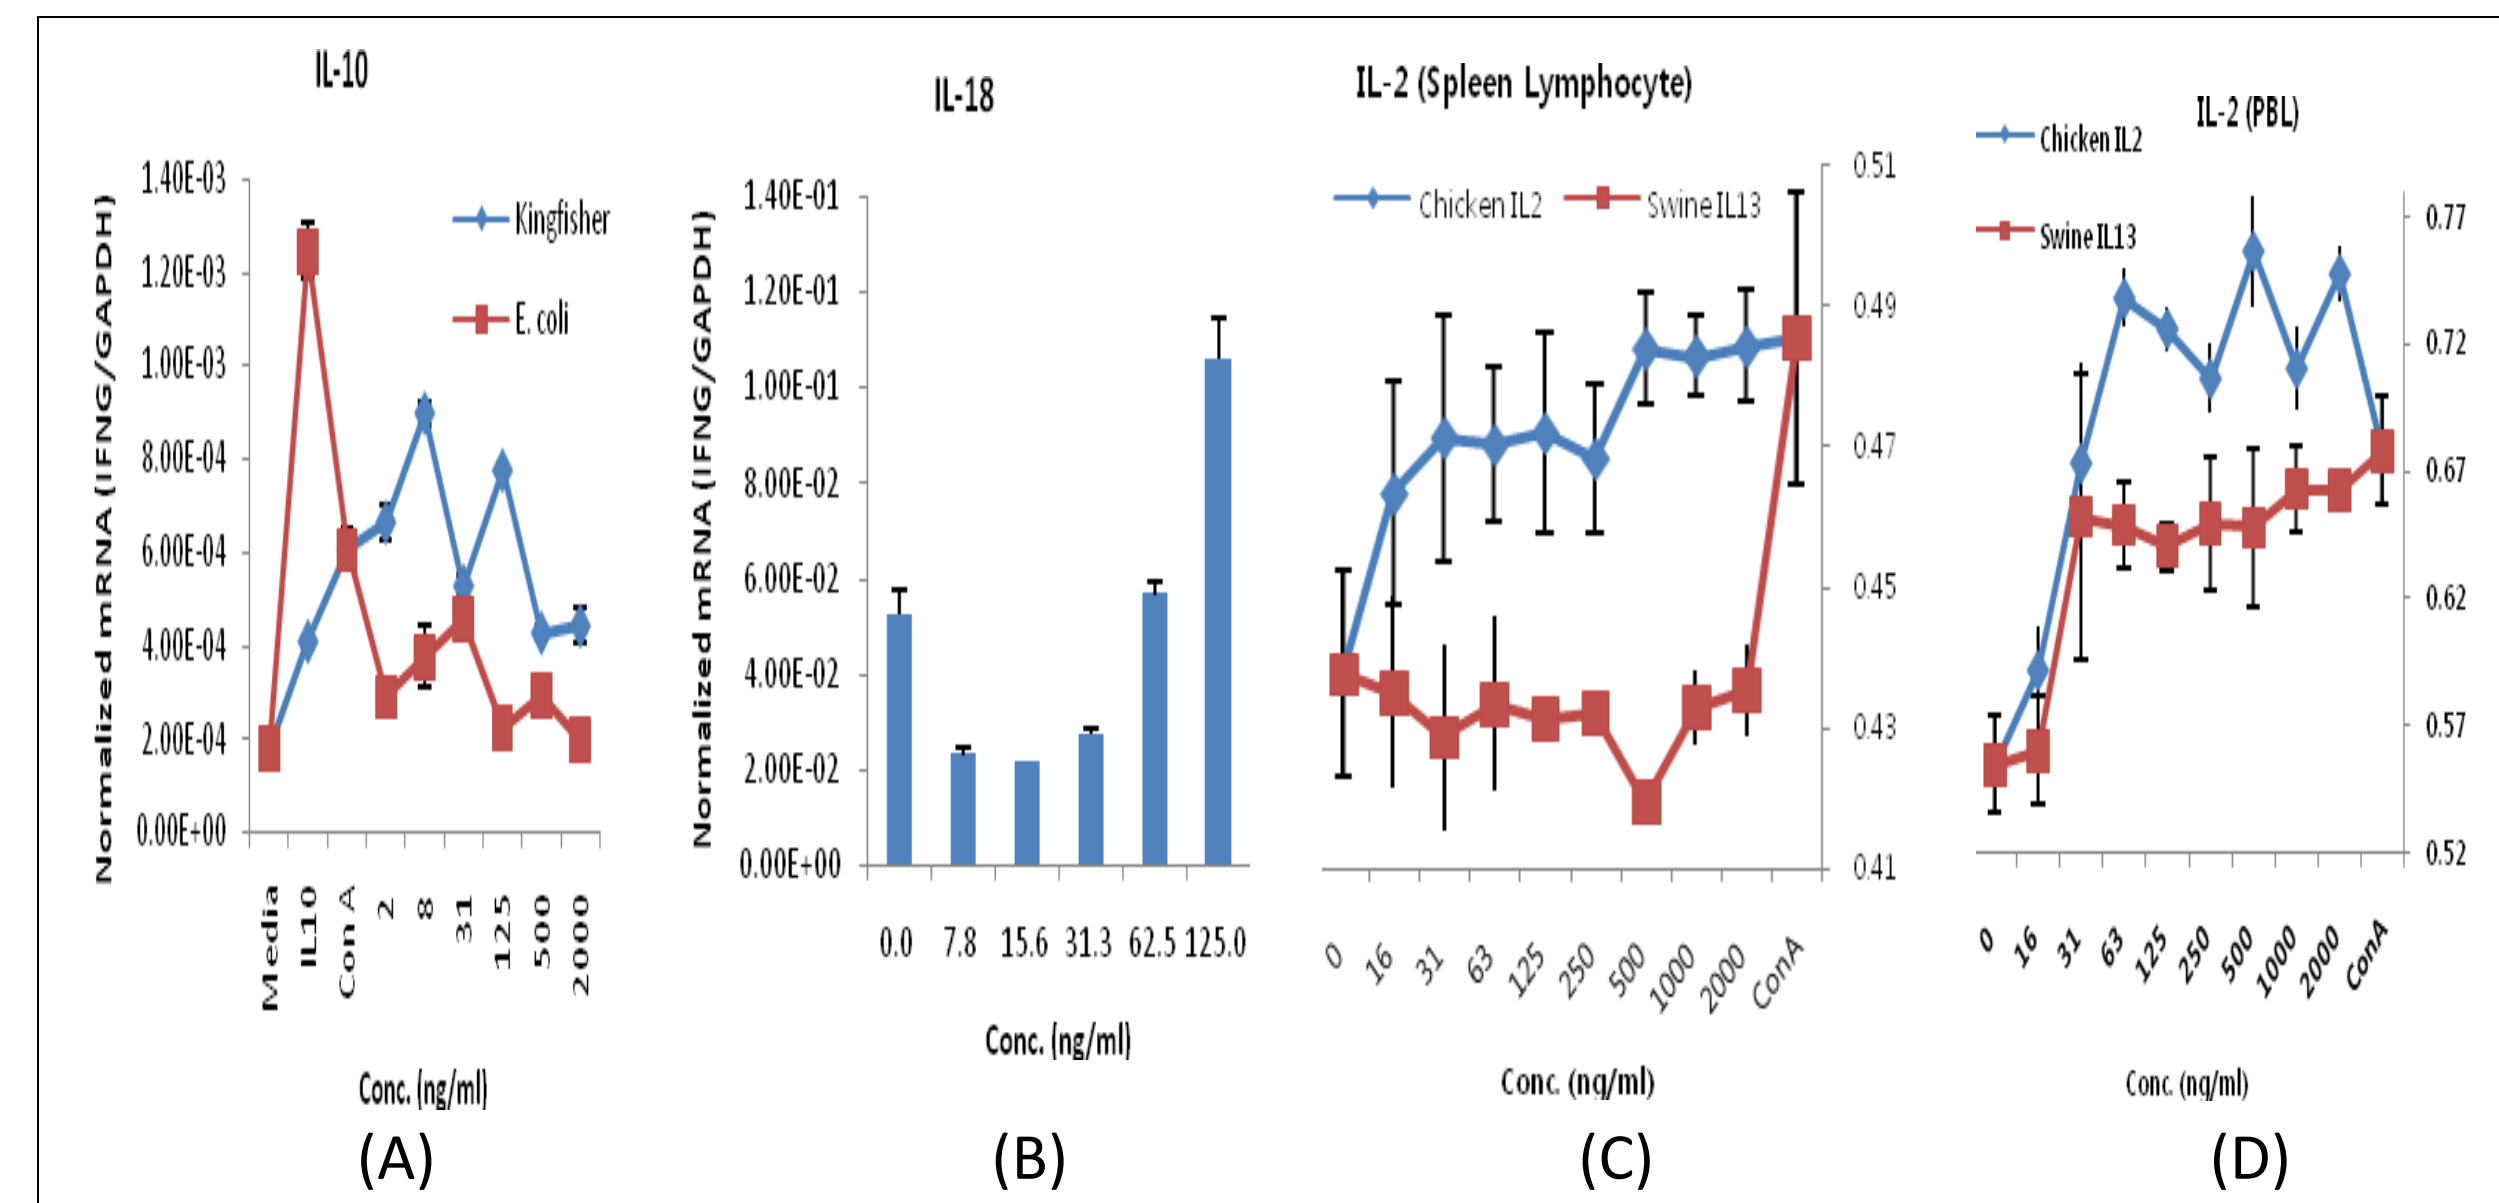 IL-10
Normalized mRNA (IFNG/GAPDH)
1.40E-03
1.20E-03
1.00E-03
8.00E-04
6.00E-04
4.00E-04
2.00E-04
0.00E+00
Kingfisher
E. coli
Media
IL10
Con A
2
8
31
125
500
2000
Conc. (ng/ml)
(A)
IL-18
Normalized mRNA (IFNG/GAPDH)
1.40E-01
1.20E-01
1.00E-01
8.00E-02
6.00E-02
4.00E-02
2.00E-02
0.00E+00
0.0 7.8 15.6 31.3 62.5 125.0
Conc. (ng/ml)
(B)
IL-2 (Spleen Lymphocyte)
Chicken IL2 Swine IL13
0.51
0.49
0.47
0.45
0.43
0.41
0 16 31 63 125 250 500 1000 2000 ConA
Conc. (ng/ml)
(C)
IL-2 (PBL)
Chicken IL2
Swine IL13
0.77
0.72
0.67
0.62
0.57
0.52
0 16 31 63 125 250 500 1000 2000 ConA
Conc. (ng/ml)
(D)